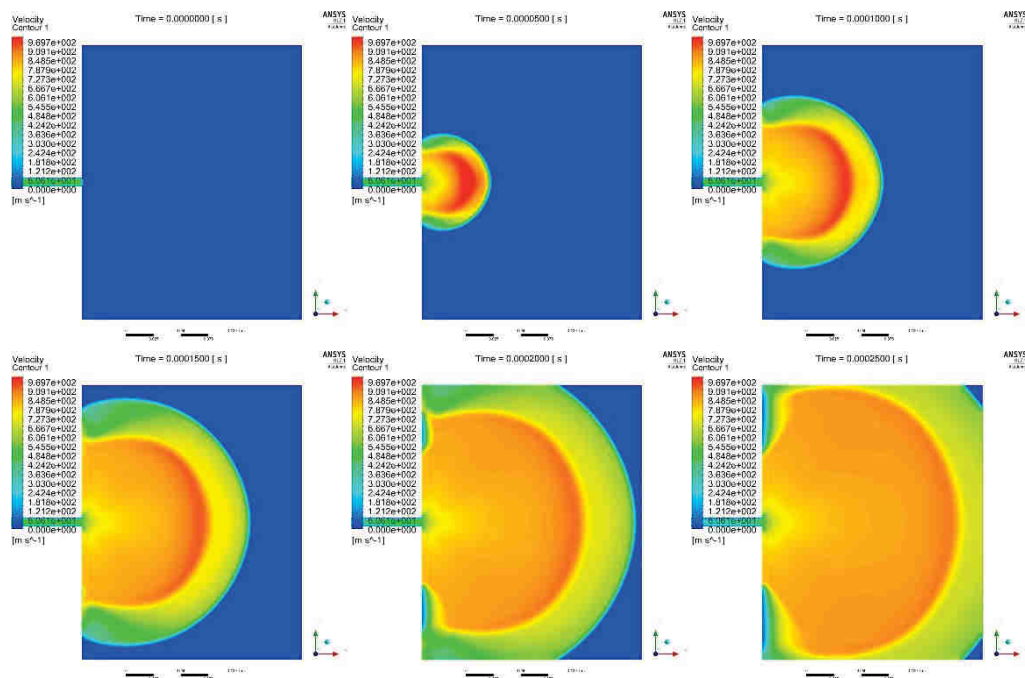 Velocity
Contour 1
Time = 0.0000000 [ s ]
ANSYS
9.697e+002
9.091e+002
8.485e+002
7.879e+002
7.273e+002
6.667e+002
6.061e+002
5.455e+002
4.848e+002
4.242e+002
3.636e+002
3.030e+002
2.424e+002
1.818e+002
1.212e+002
6.061e+001
0.000e+000
[m s^-1]
Velocity
Contour 1
Time = 0.0000500 [ s ]
ANSYS
9.697e+002
9.091e+002
8.485e+002
7.879e+002
7.273e+002
6.667e+002
6.061e+002
5.455e+002
4.848e+002
4.242e+002
3.636e+002
3.030e+002
2.424e+002
1.818e+002
1.212e+002
6.061e+001
0.000e+000
[m s^-1]
Velocity
Contour 1
Time = 0.0001000 [ s ]
ANSYS
9.697e+002
9.091e+002
8.485e+002
7.879e+002
7.273e+002
6.667e+002
6.061e+002
5.455e+002
4.848e+002
4.242e+002
3.636e+002
3.030e+002
2.424e+002
1.818e+002
1.212e+002
6.061e+001
0.000e+000
[m s^-1]
Velocity
Contour 1
Time = 0.0001500 [ s ]
ANSYS
9.697e+002
9.091e+002
8.485e+002
7.879e+002
7.273e+002
6.667e+002
6.061e+002
5.455e+002
4.848e+002
4.242e+002
3.636e+002
3.030e+002
2.424e+002
1.818e+002
1.212e+002
6.061e+001
0.000e+000
[m s^-1]
Velocity
Contour 1
Time = 0.0002000 [ s ]
ANSYS
9.697e+002
9.091e+002
8.485e+002
7.879e+002
7.273e+002
6.667e+002
6.061e+002
5.455e+002
4.848e+002
4.242e+002
3.636e+002
3.030e+002
2.424e+002
1.818e+002
1.212e+002
6.061e+001
0.000e+000
[m s^-1]
Velocity
Contour 1
Time = 0.0002500 [ s ]
ANSYS
9.697e+002
9.091e+002
8.485e+002
7.879e+002
7.273e+002
6.667e+002
6.061e+002
5.455e+002
4.848e+002
4.242e+002
3.636e+002
3.030e+002
2.424e+002
1.818e+002
1.212e+002
6.061e+001
0.000e+000
[m s^-1]